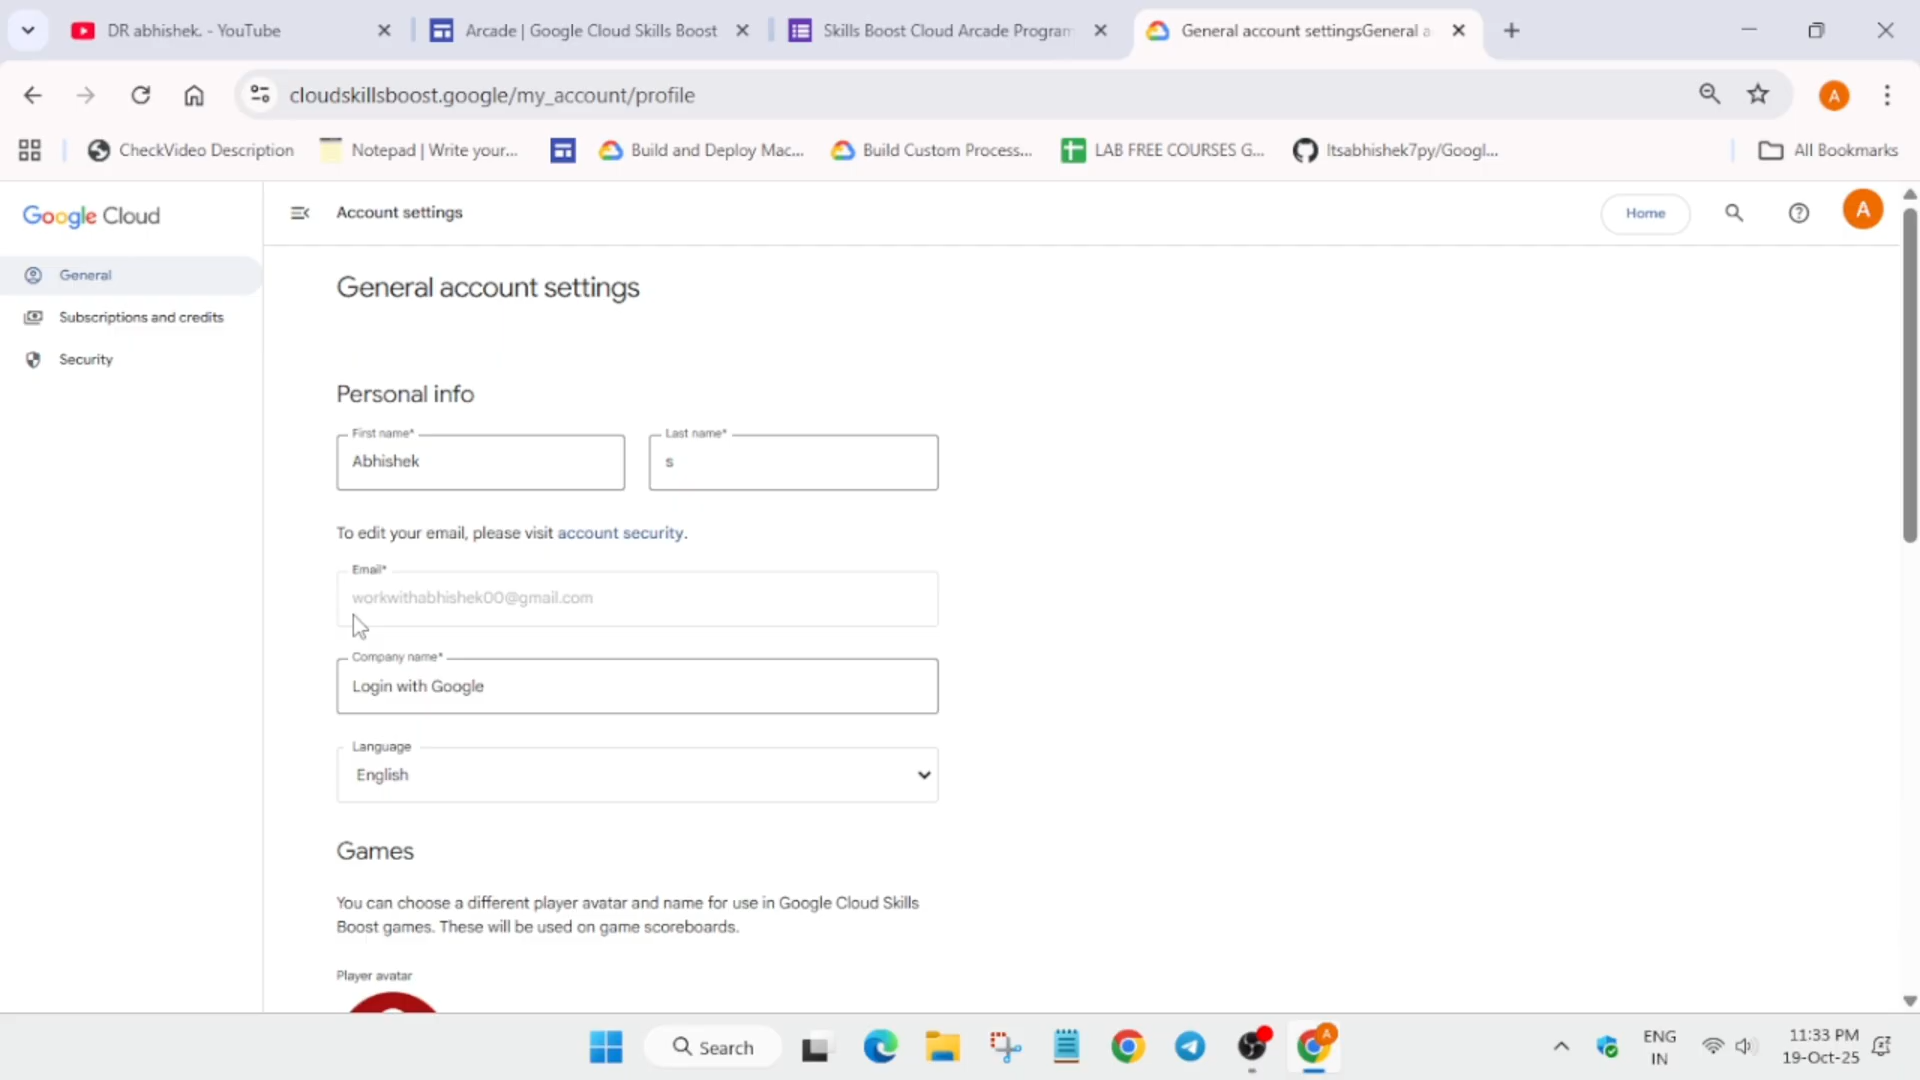 DR abhishek. - YouTube
Arcade | Google Cloud Skills Boost
Skills Boost Cloud Arcade Program
General account settingsGeneral a
cloudskillsboost.google/my_account/profile
A
CheckVideo Description
Notepad | Write your...
Build and Deploy Mac...
Build Custom Process...
LAB FREE COURSES G...
Itsabhishek7py/Googl...
All Bookmarks
Google Cloud
Account settings
Home
A
General
Subscriptions and credits
Security
General account settings
Personal info
First name*
Abhishek
Last name*
s
To edit your email, please visit account security.
Email*
workwithabhishek00@gmail.com
Company name*
Login with Google
Language
English
Games
You can choose a different player avatar and name for use in Google Cloud Skills
Boost games. These will be used on game scoreboards.
Player avatar
Search
A
ENG
IN
11:33 PM
19-Oct-25